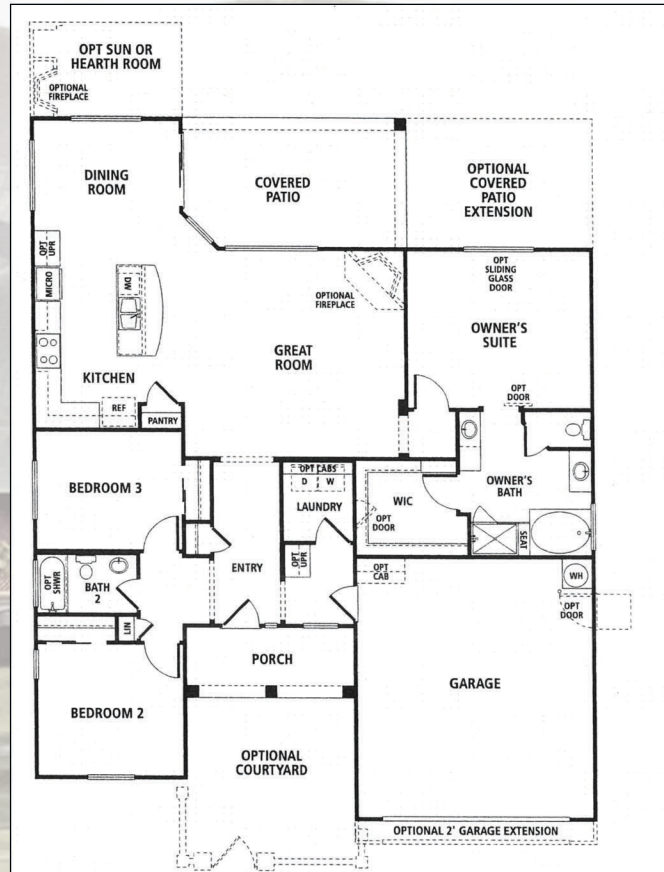 OPT SUN OR
HEARTH ROOM
OPTIONAL
FIREPLACE
DINING
ROOM
COVERED
PATIO
OPTIONAL
COVERED
PATIO
EXTENSION
OPT
UPR
MICRO
DW
OPTIONAL
FIREPLACE
OPT
SLIDING
GLASS
DOOR
OWNER'S
SUITE
GREAT
ROOM
KITCHEN
REF
PANTRY
OPT
DOOR
BEDROOM 3
OPT CABS
D W
LAUNDRY
WIC
OPT
DOOR
OWNER'S
BATH
SEAT
OPT
SHWR
BATH
2
ENTRY
OPT
UPR
OPT
CAB
WH
OPT
DOOR
LIN
PORCH
BEDROOM 2
GARAGE
OPTIONAL
COURTYARD
OPTIONAL 2' GARAGE EXTENSION